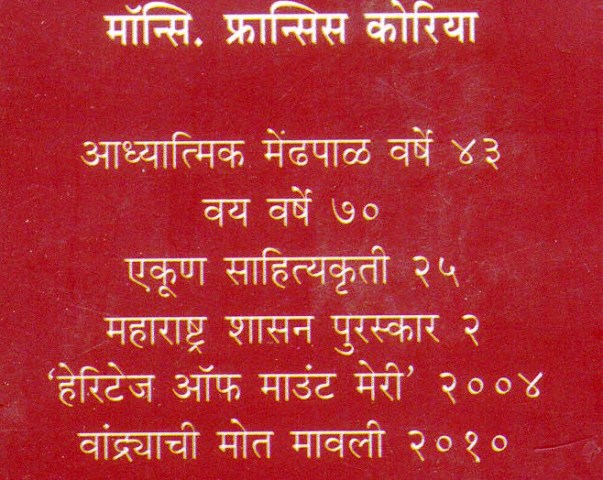 मॉन्सि. फ्रान्सिस कोरिया
आध्यात्मिक मेंढपाळ वर्षे ४३
वय वर्षे ७०
एकूण साहित्यकृती २५
महाराष्ट्र शासन पुरस्कार २
‘हेरिटेज ऑफ माउंट मेरी’ २००४
वांद्र्याची मोत मावली २०१०